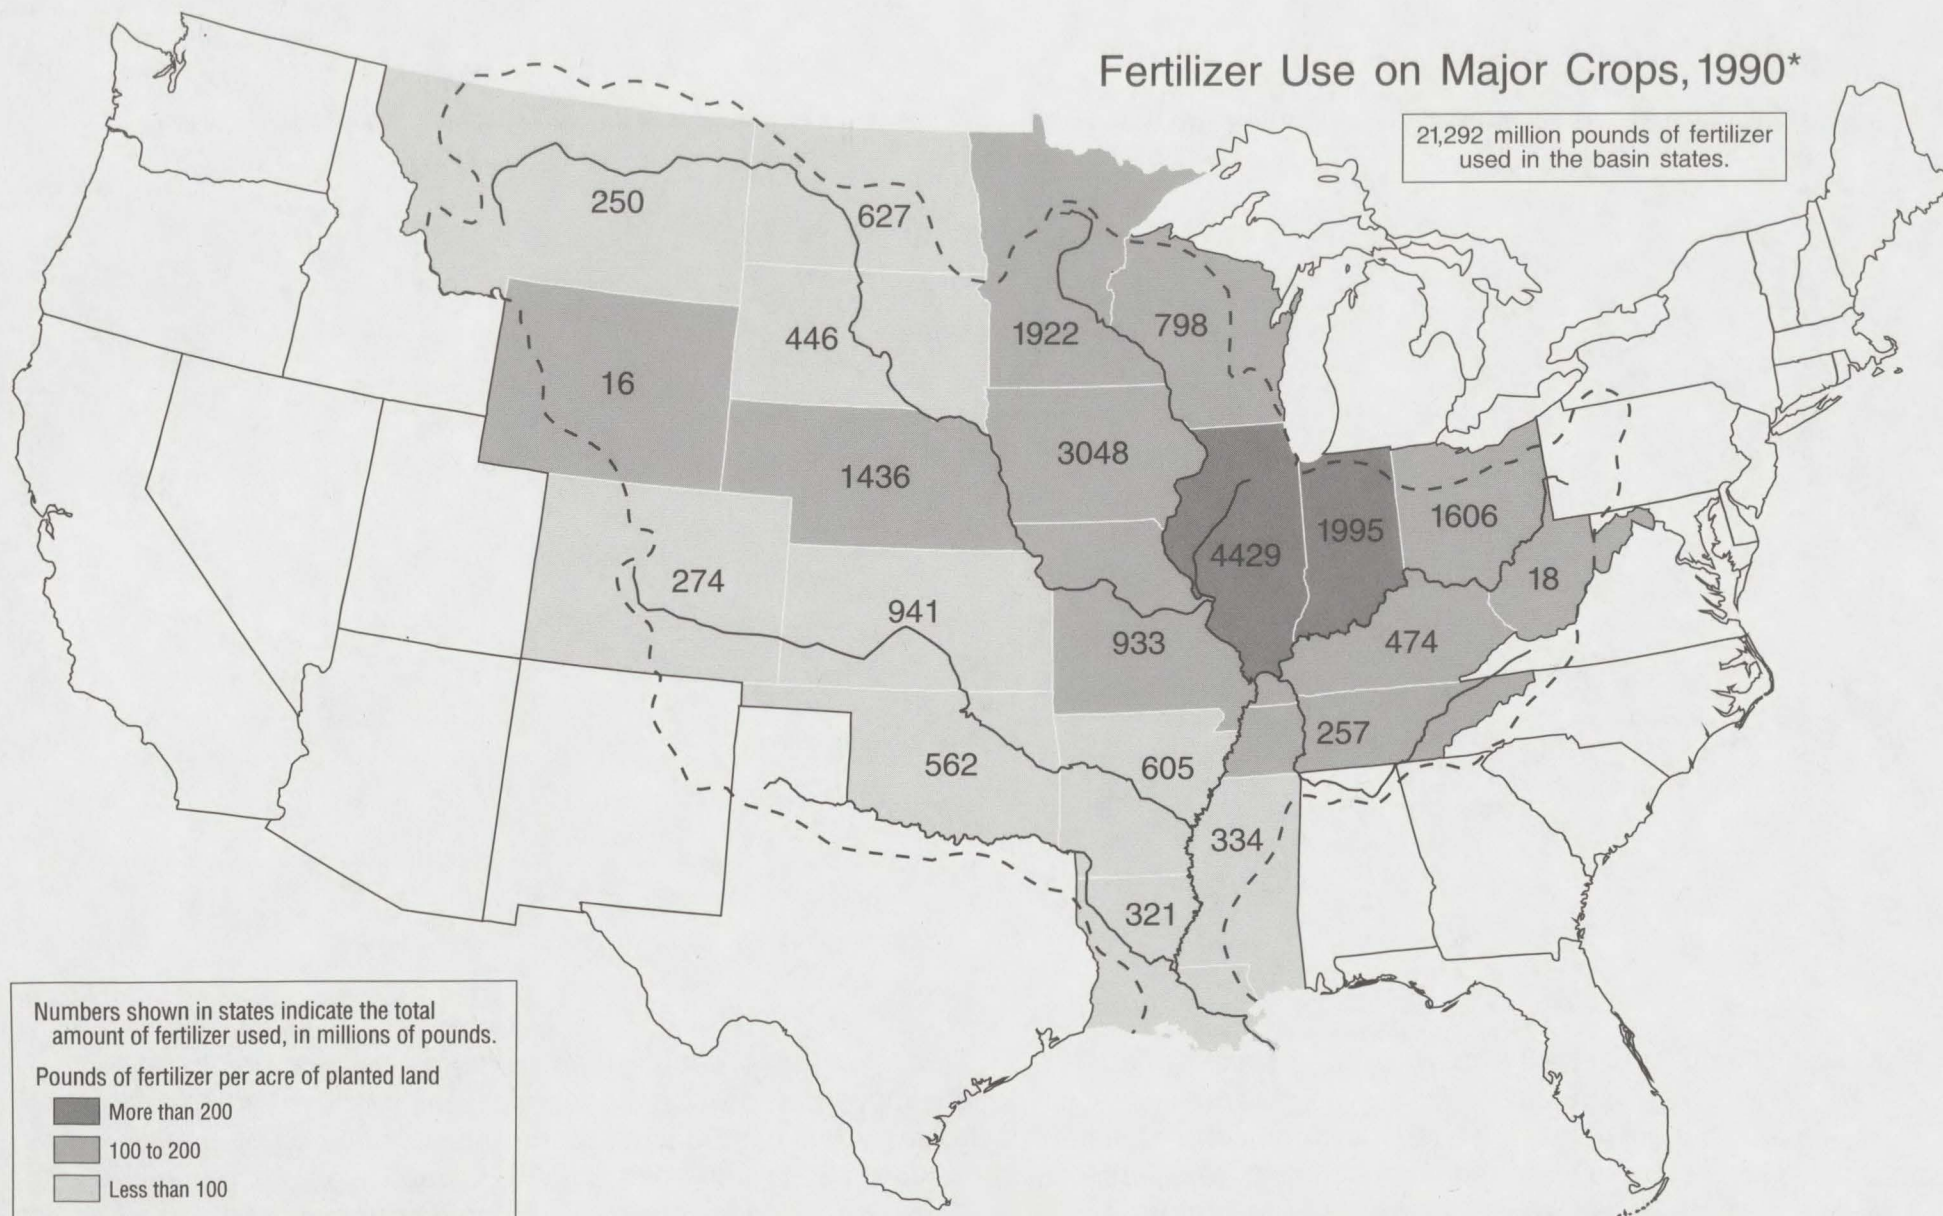 Fertilizer Use on Major Crops, 1990*
21,292 million pounds of fertilizer
used in the basin states.
250
627
446
1922
798
16
3048
1436
4429
1995
1606
18
274
941
933
474
257
562
605
334
321
Numbers shown in states indicate the total
amount of fertilizer used, in millions of pounds.
Pounds of fertilizer per acre of planted land
More than 200
100 to 200
Less than 100